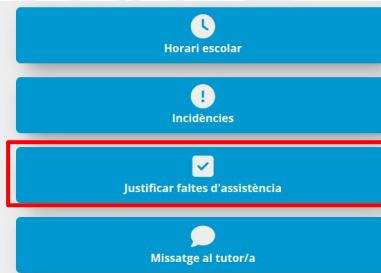 Horari escolar
Incidències
Justificar faltes d'assistència
Missatge al tutor/a